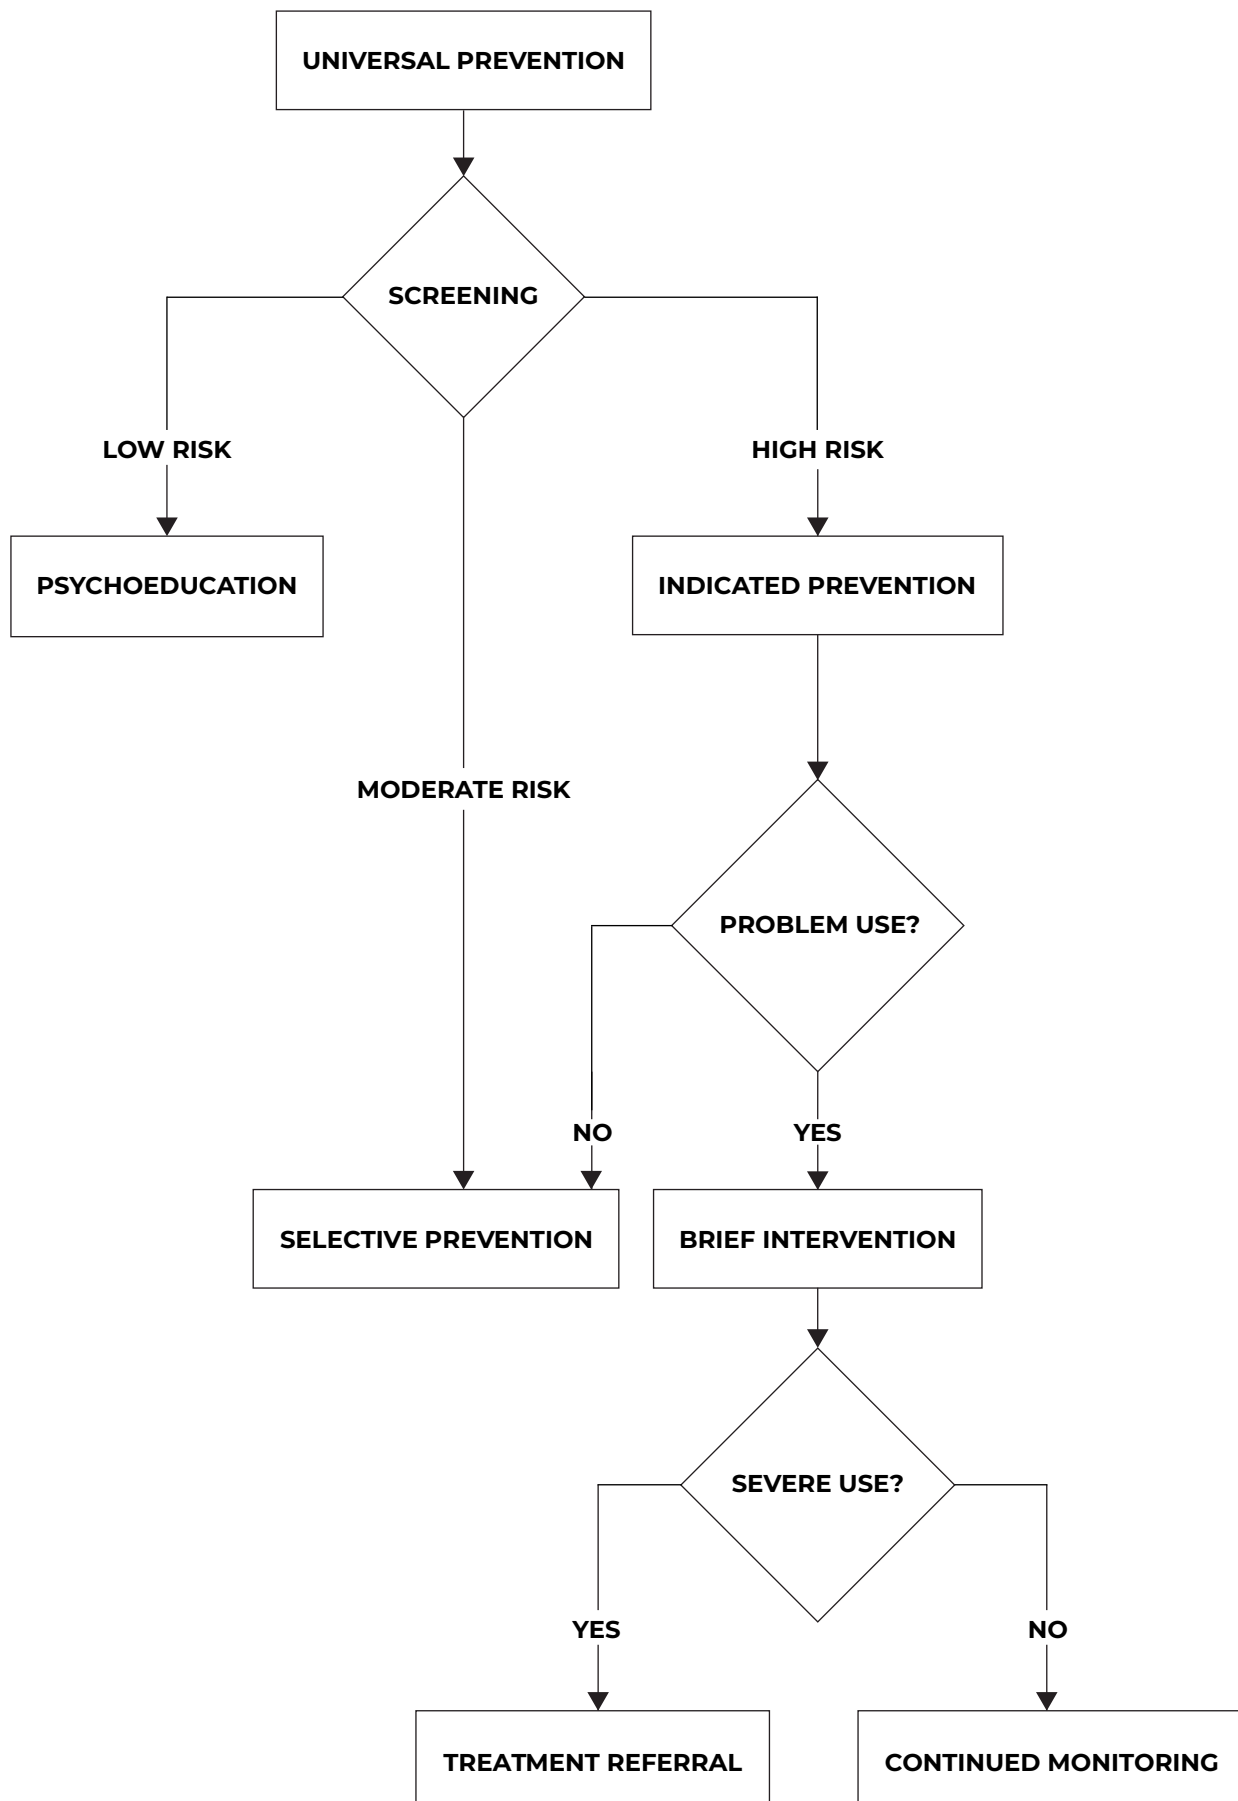 UNIVERSAL PREVENTION
SCREENING
LOW RISK
HIGH RISK
PSYCHOEDUCATION
INDICATED PREVENTION
MODERATE RISK
PROBLEM USE?
NO
YES
SELECTIVE PREVENTION
BRIEF INTERVENTION
SEVERE USE?
YES
NO
TREATMENT REFERRAL
CONTINUED MONITORING